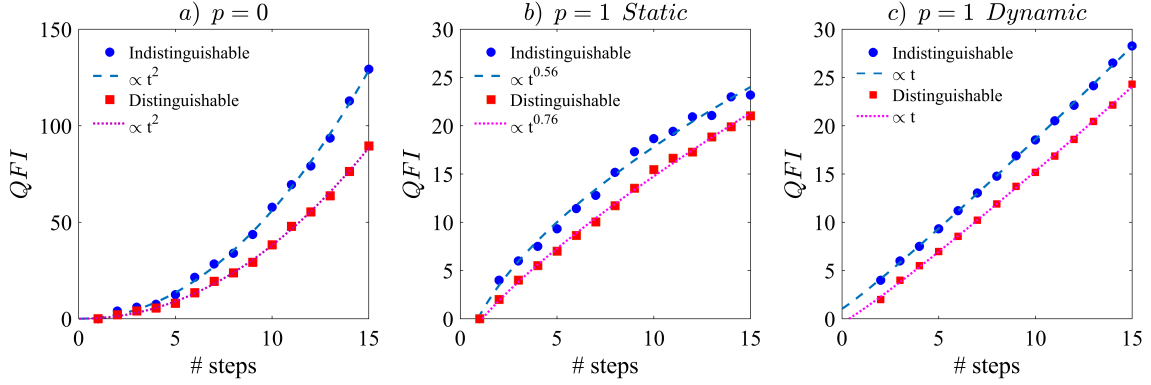 a) p = 0
150
100
50
0
QFI
Indistinguishable
∝ t²
Distinguishable
∝ t²
0
5
10
15
# steps
b) p = 1 Static
30
25
20
15
10
5
0
QFI
Indistinguishable
∝ t^0.56
Distinguishable
∝ t^0.76
0
5
10
15
# steps
c) p = 1 Dynamic
30
25
20
15
10
5
0
QFI
Indistinguishable
∝ t
Distinguishable
∝ t
0
5
10
15
# steps